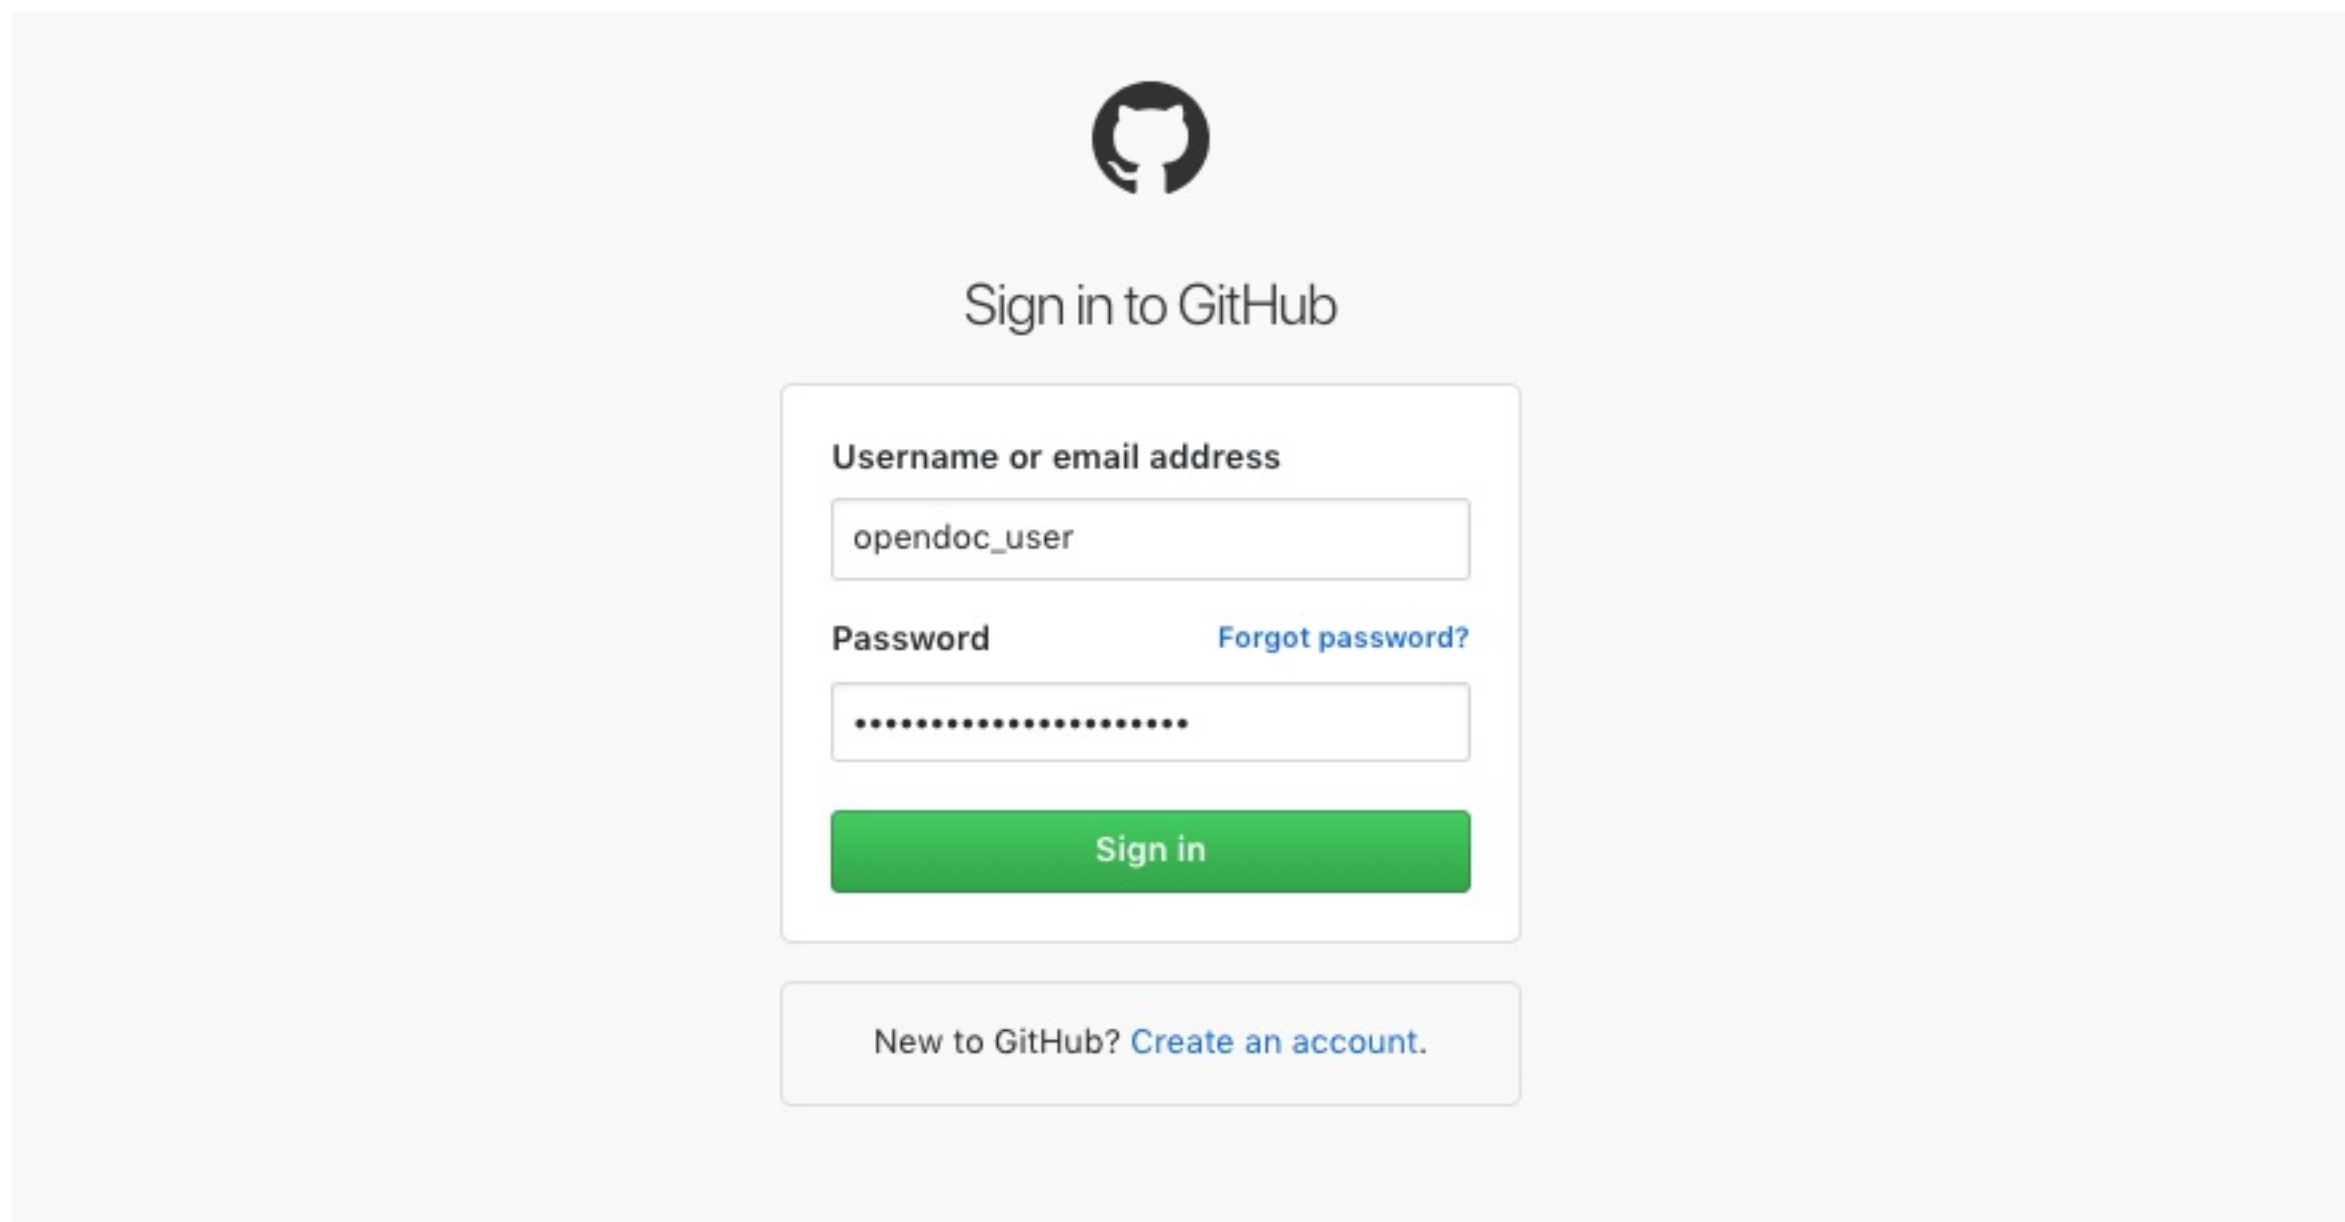 Sign in to GitHub
Username or email address
opendoc_user
Password Forgot password?
••••••••••••••••••••••
Sign in
New to GitHub? Create an account.